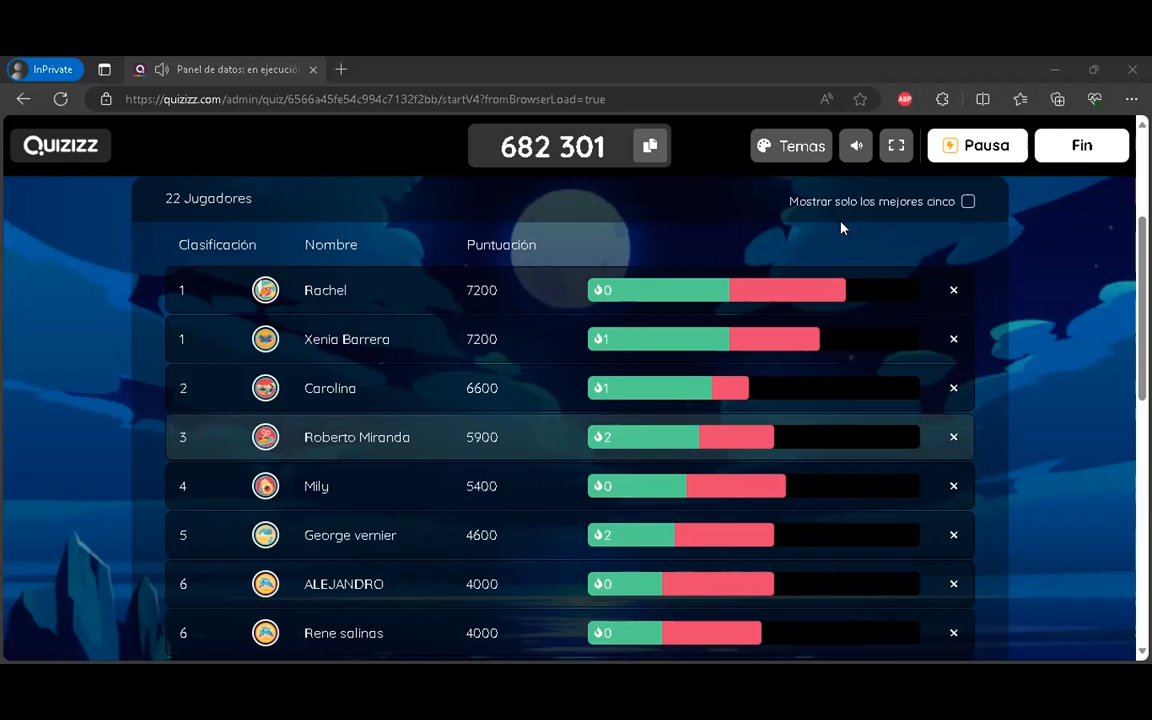 InPrivate
Panel de datos: en ejecució
https://quizizz.com/admin/quiz/6566a45fe54c994c7132f2bb/startV4?fromBrowserLoad=true
ABP
QUIZIZZ
682 301
Temas
Pausa
Fin
22 Jugadores
Mostrar solo los mejores cinco
Clasificación Nombre Puntuación
1 Rachel 7200 0
1 Xenia Barrera 7200 1
2 Carolina 6600 1
3 Roberto Miranda 5900 2
4 Mily 5400 0
5 George vernier 4600 2
6 ALEJANDRO 4000 0
6 Rene salinas 4000 0